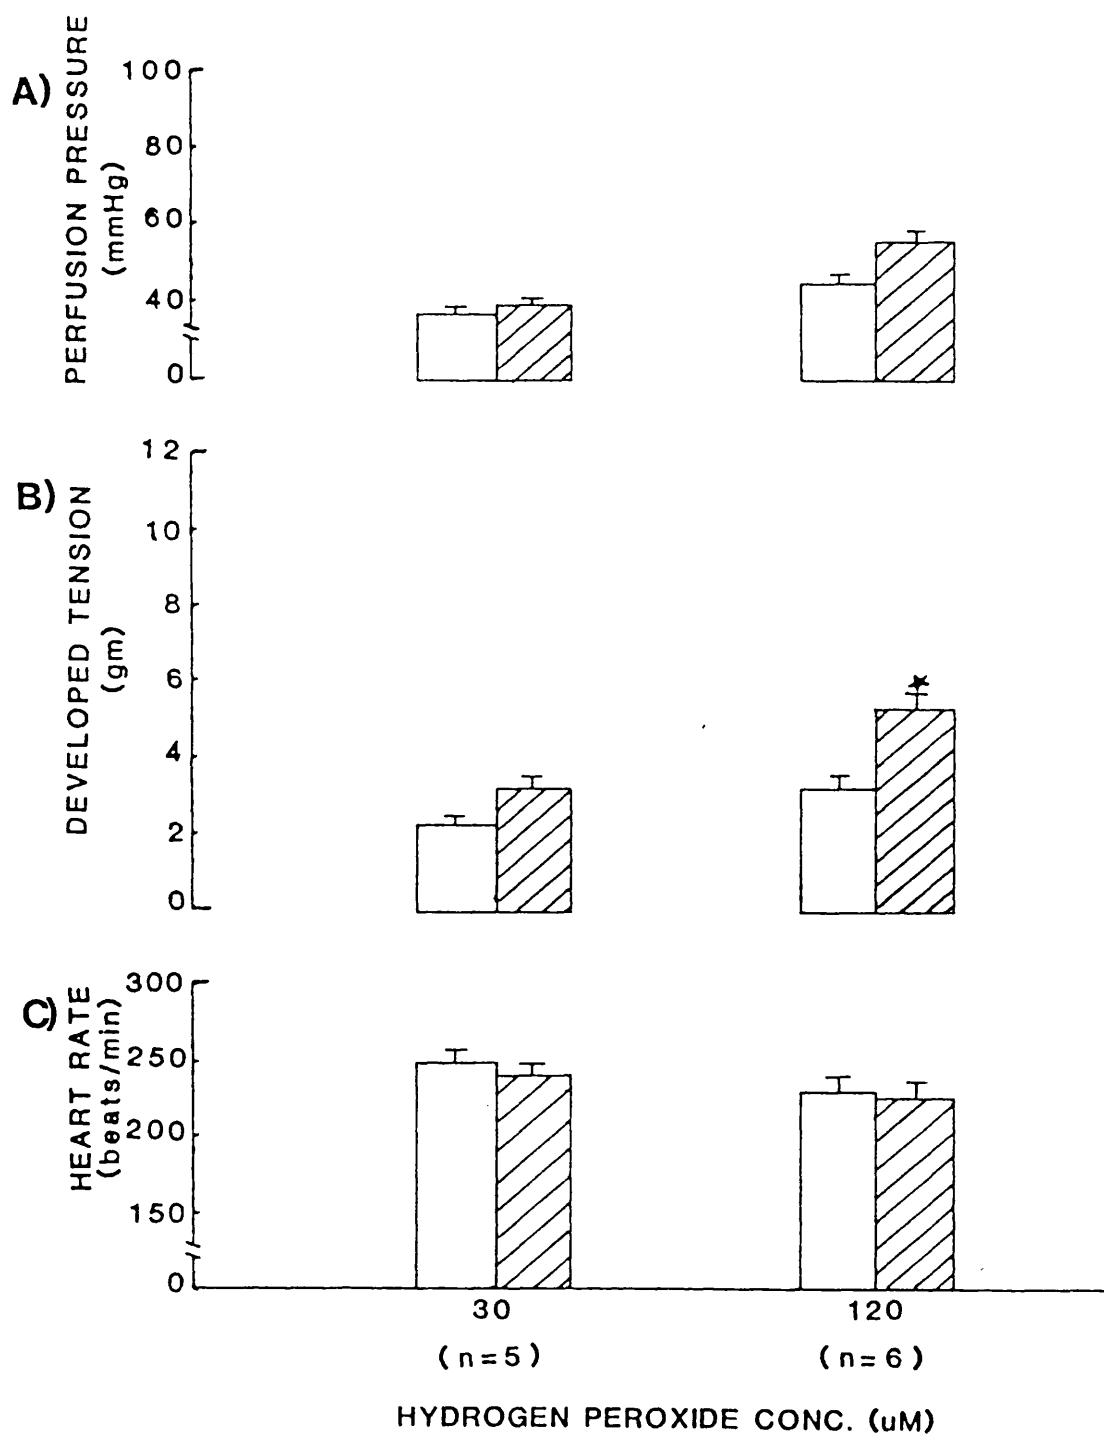 A)
PERFUSION PRESSURE
(mmHg)
100
80
60
40
0
B)
DEVELOPED TENSION
(gm)
12
10
8
6
4
2
0
C)
HEART RATE
(beats/min)
300
250
200
150
0
30
120
(n=5)
(n=6)
HYDROGEN PEROXIDE CONC. (uM)